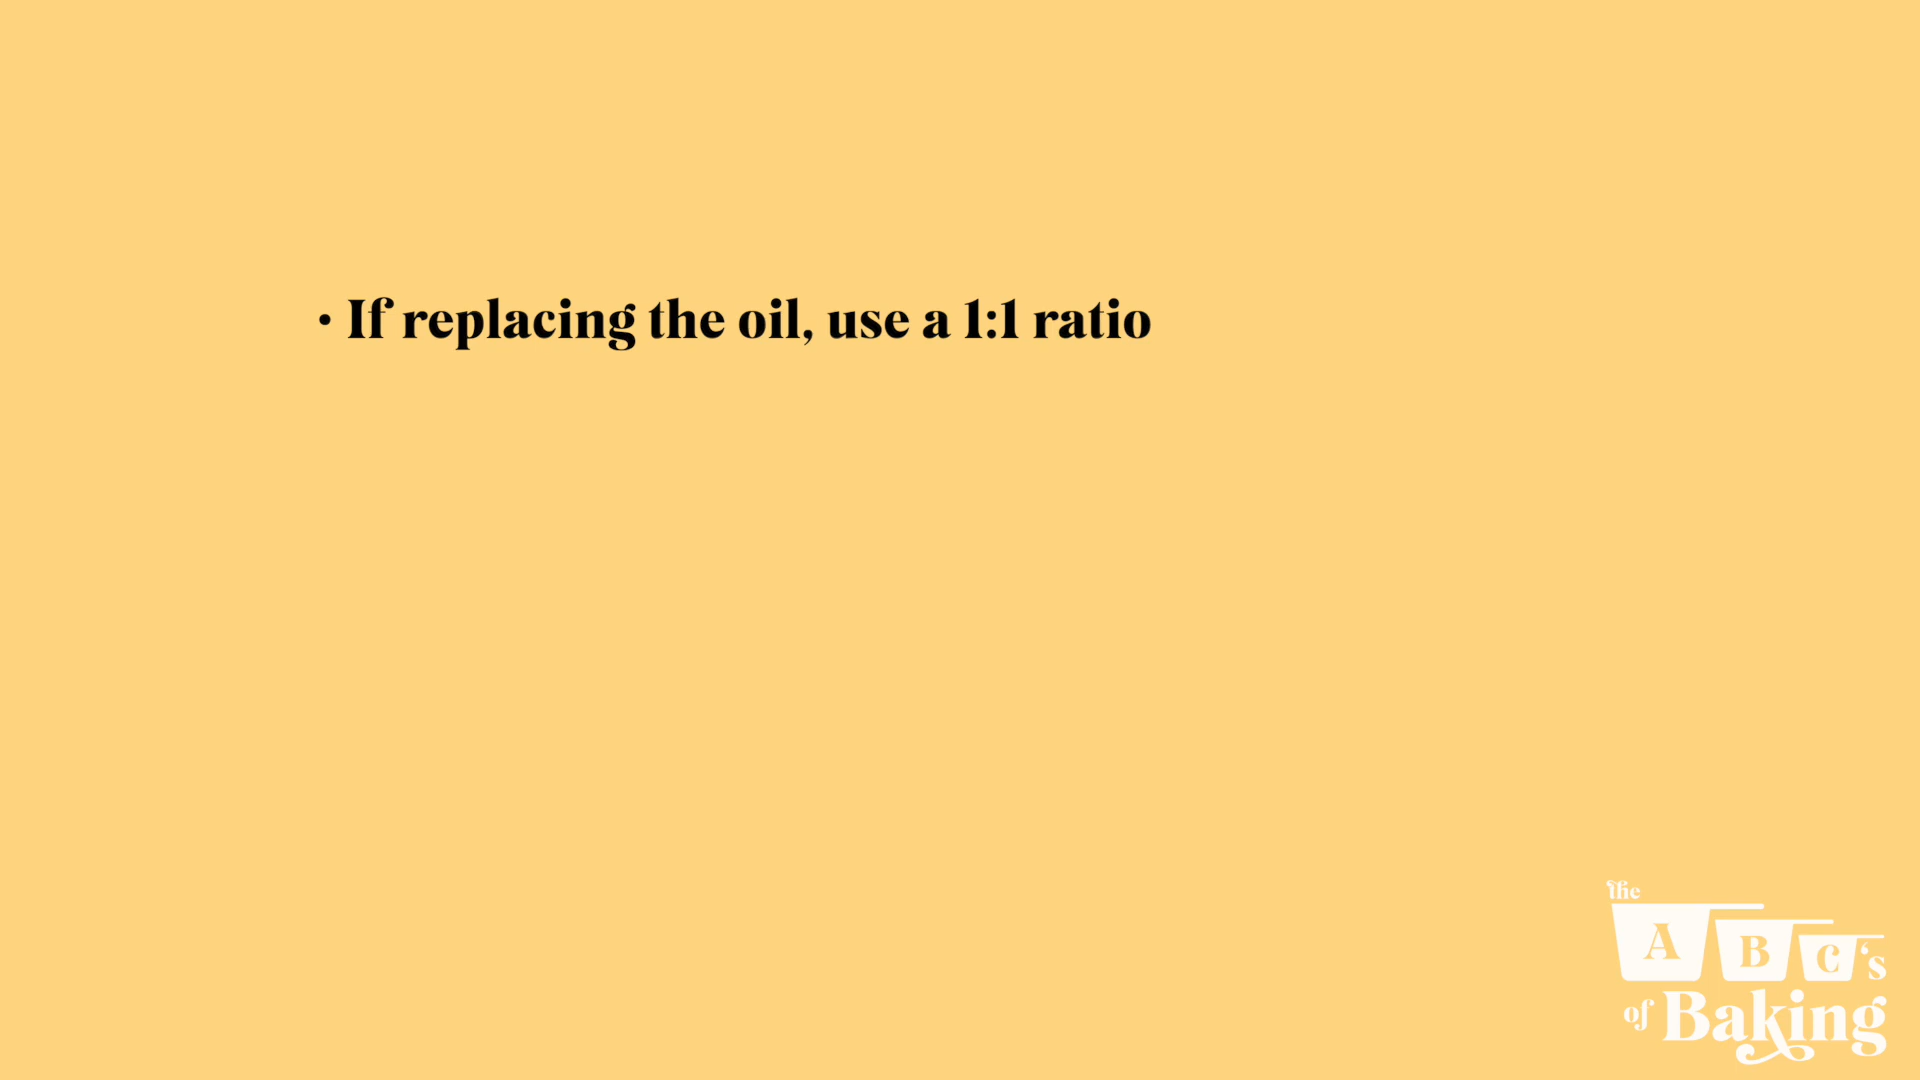 • If replacing the oil, use a 1:1 ratio
the
A B C's
of Baking